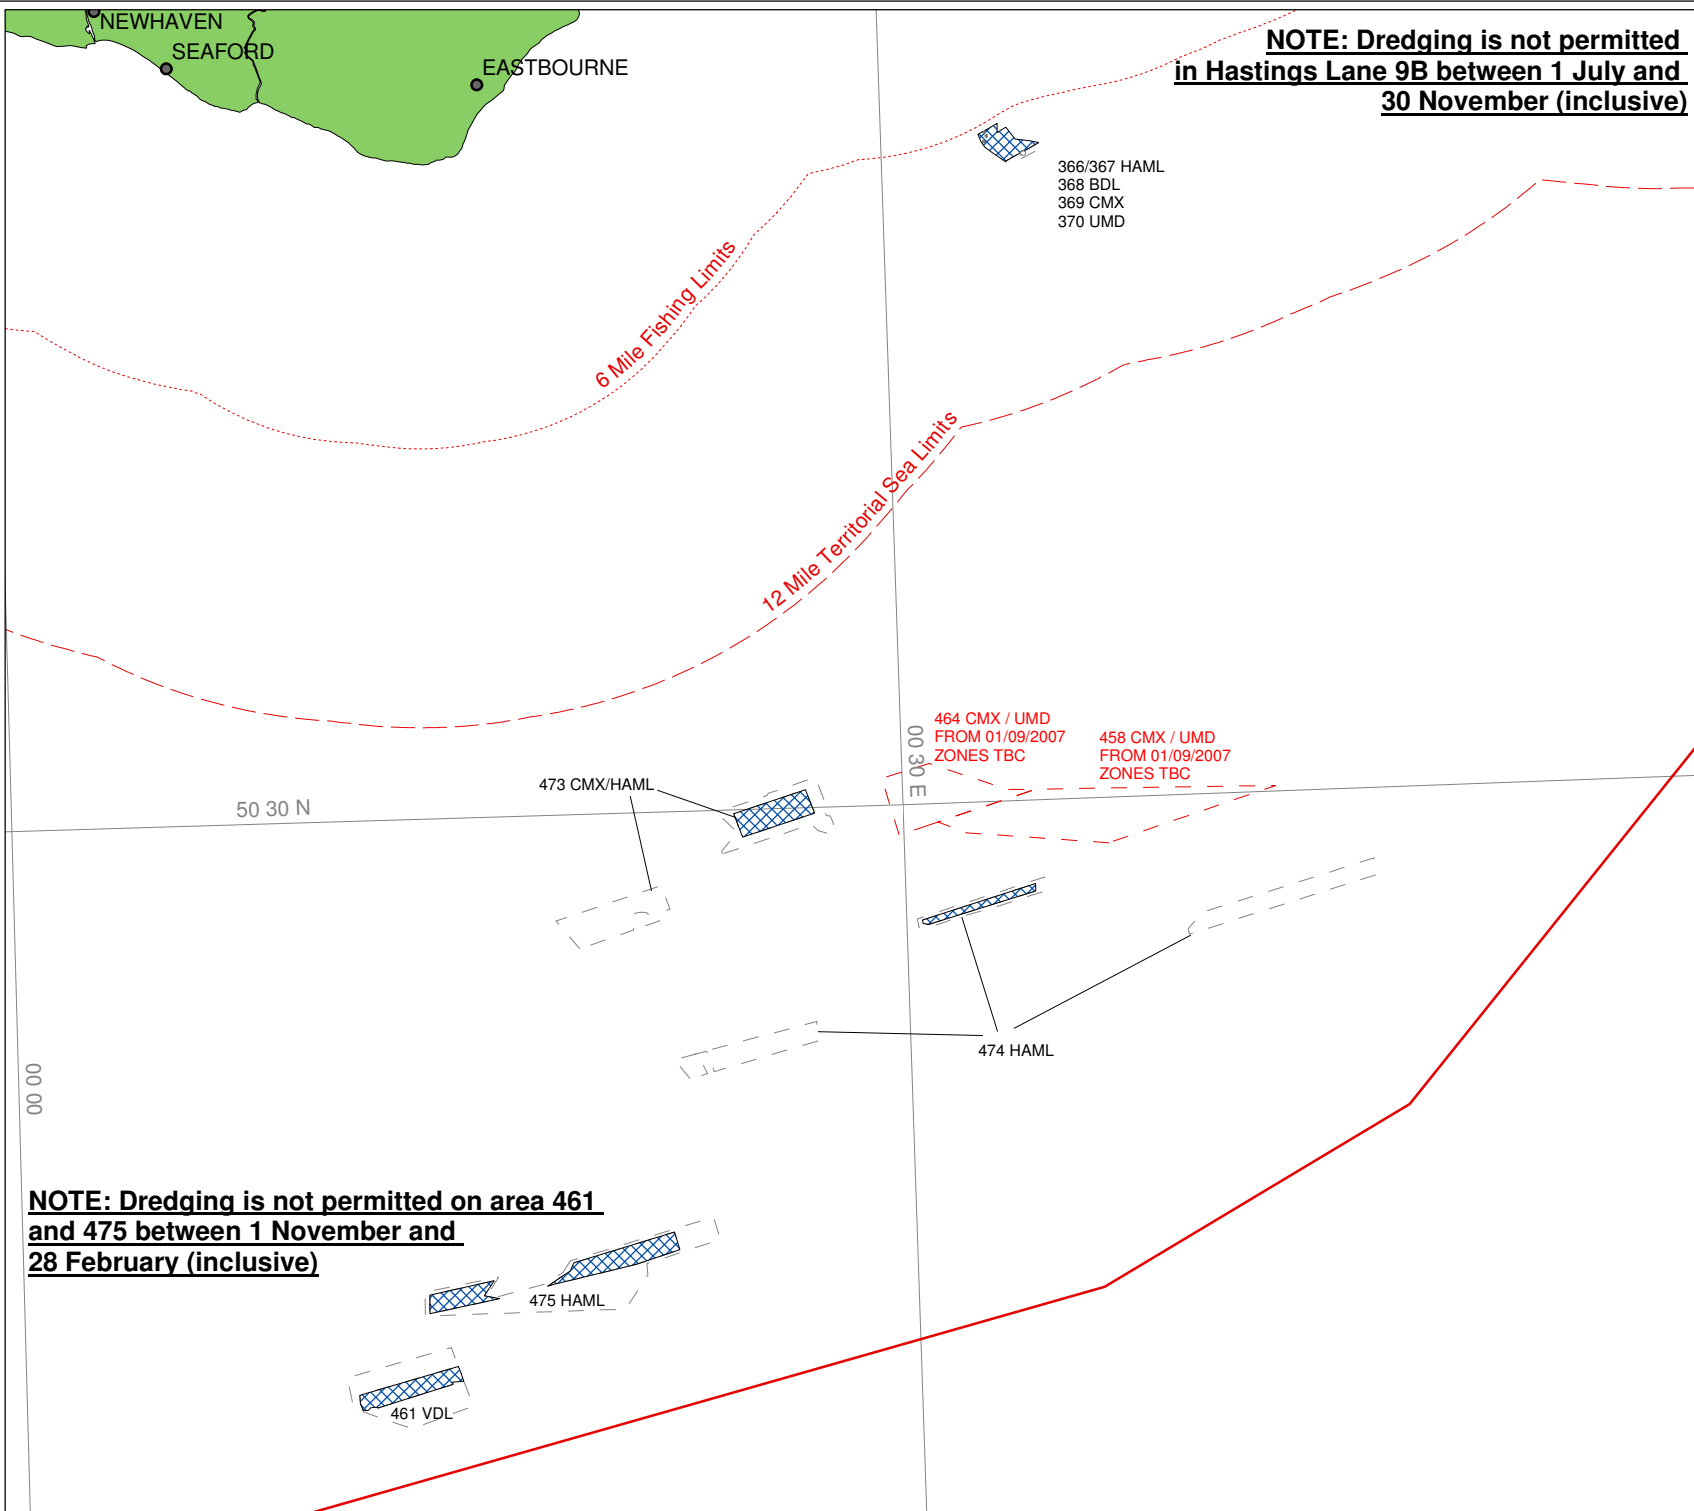 NEWHAVEN
SEAFORD
EASTBOURNE
NOTE: Dredging is not permitted
in Hastings Lane 9B between 1 July and
30 November (inclusive)
366/367 HAML
368 BDL
369 CMX
370 UMD
6 Mile Fishing Limits
12 Mile Territorial Sea Limits
464 CMX / UMD
FROM 01/09/2007
ZONES TBC
458 CMX / UMD
FROM 01/09/2007
ZONES TBC
00 30 E
473 CMX/HAML
50 30 N
474 HAML
00 00
NOTE: Dredging is not permitted on area 461
and 475 between 1 November and
28 February (inclusive)
475 HAML
461 VDL